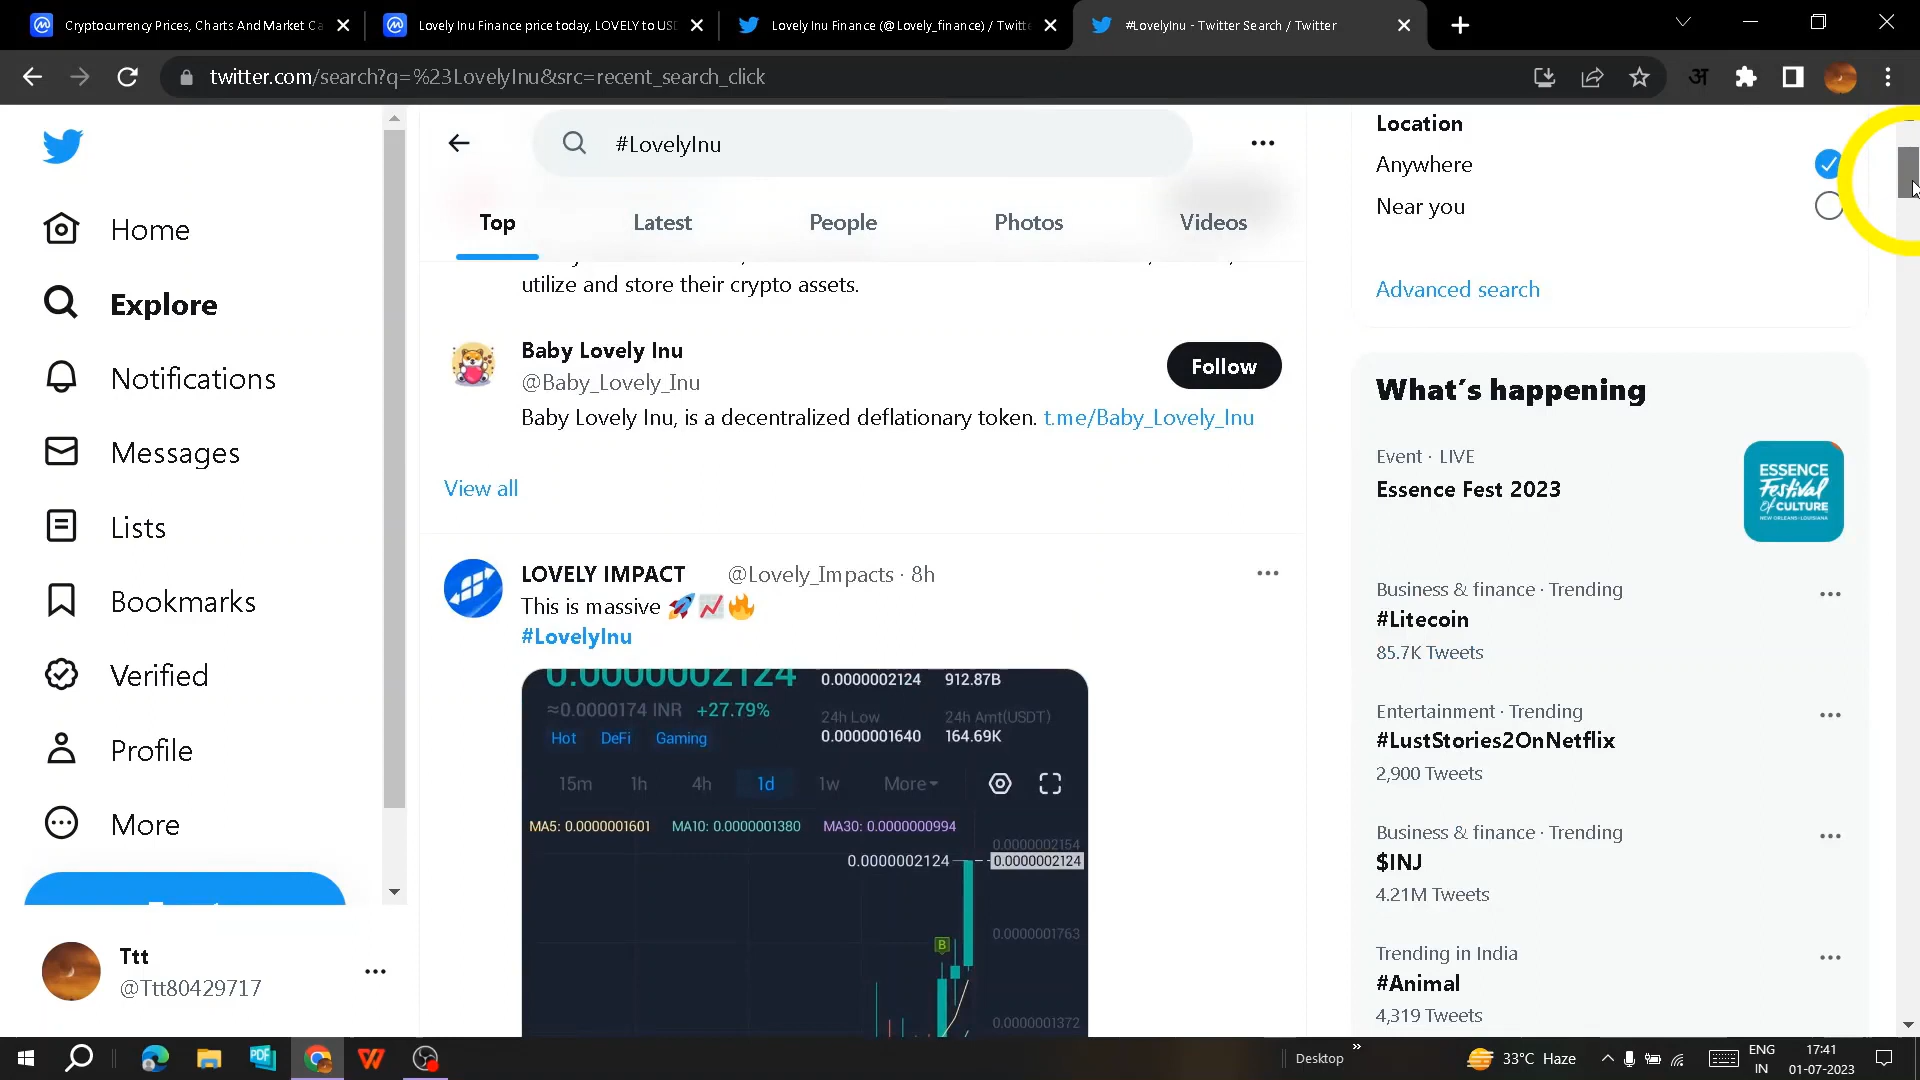 Cryptocurrency Prices, Charts And Market Ca
Lovely Inu Finance price today, LOVELY to USD
Lovely Inu Finance (@Lovely_finance) / Twitte
#LovelyInu - Twitter Search / Twitter
twitter.com/search?q=%23LovelyInu&src=recent_search_click
अ
Home
Explore
Notifications
Messages
Lists
Bookmarks
Verified
Profile
More
Ttt
@Ttt80429717
#LovelyInu
Top
Latest
People
Photos
Videos
utilize and store their crypto assets.
Baby Lovely Inu
@Baby_Lovely_Inu
Follow
Baby Lovely Inu, is a decentralized deflationary token. t.me/Baby_Lovely_Inu
View all
LOVELY IMPACT @Lovely_Impacts · 8h
This is massive 🚀📈🔥
#LovelyInu
0.0000002124
0.0000002124 912.87B
≈0.0000174 INR +27.79%
24h Low 24h Amt(USDT)
0.0000001640 164.69K
Hot DeFi Gaming
15m 1h 4h 1d 1w More
MA5: 0.0000001601 MA10: 0.0000001380 MA30: 0.0000000994
0.0000002154
0.0000002124 0.0000002124
B
0.0000001763
0.0000001372
Location
Anywhere
Near you
Advanced search
What's happening
Event · LIVE
Essence Fest 2023
ESSENCE
Festival
OF CULTURE
NEW ORLEANS · LOUISIANA
Business & finance · Trending
#Litecoin
85.7K Tweets
Entertainment · Trending
#LustStories2OnNetflix
2,900 Tweets
Business & finance · Trending
$INJ
4.21M Tweets
Trending in India
#Animal
4,319 Tweets
PDF
Desktop
33°C Haze
ENG
IN
17:41
01-07-2023